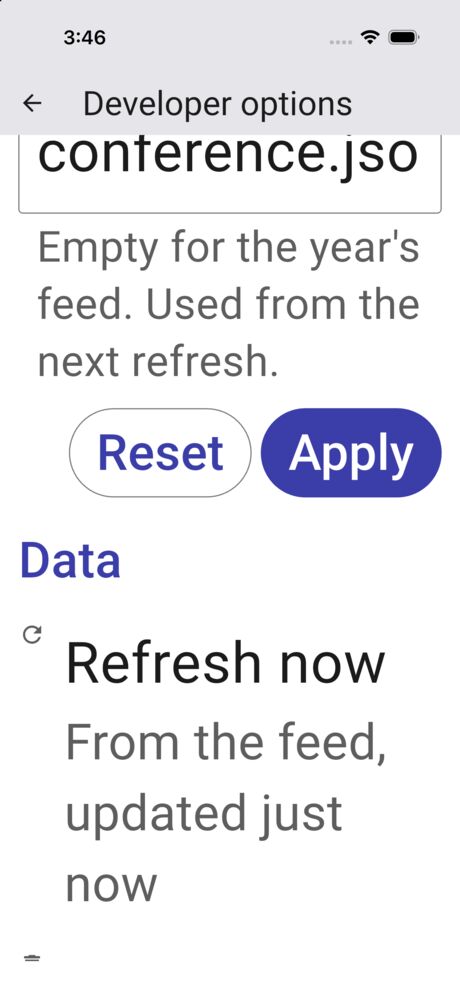 3:46
Developer options
conference.jso
Empty for the year's
feed. Used from the
next refresh.
Reset
Apply
Data
Refresh now
From the feed,
updated just
now